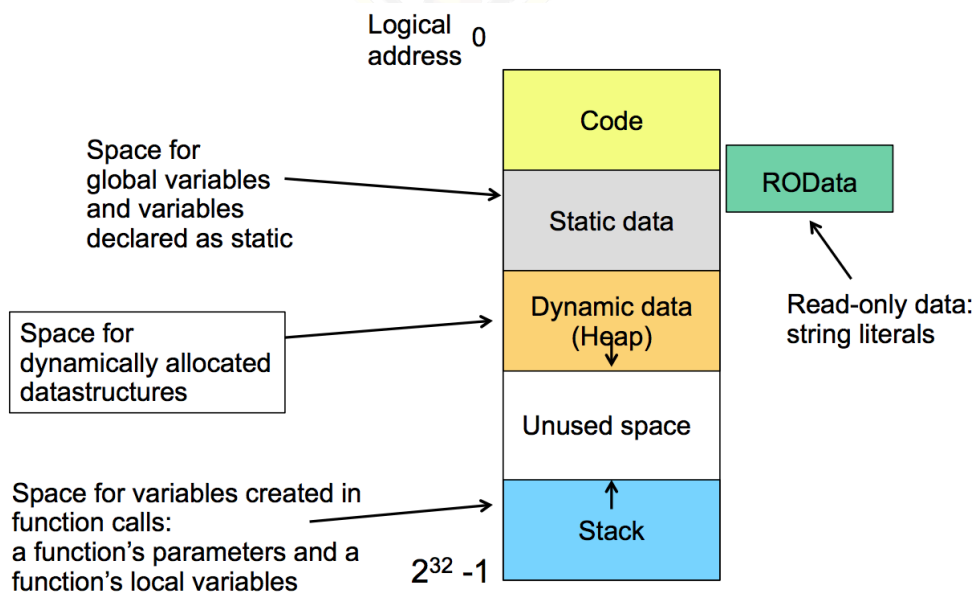 Logical
address 0
Code
Space for
global variables
and variables
declared as static
ROData
Static data
Read-only data:
string literals
Dynamic data
(Heap)
Space for
dynamically allocated
datastructures
Unused space
Space for variables created in
function calls:
a function's parameters and a
function's local variables
Stack
2³² -1